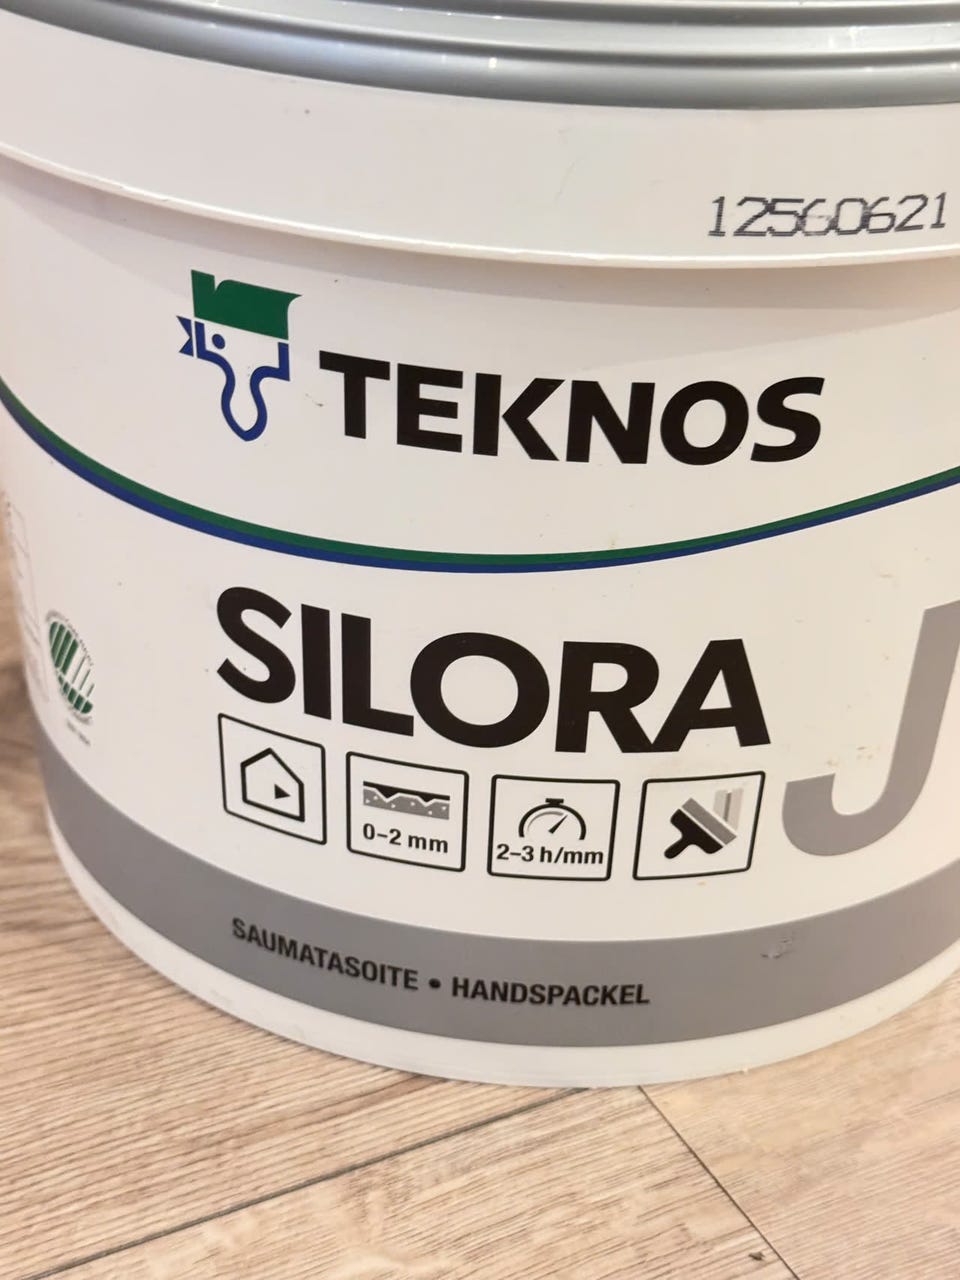 12560621
TEKNOS
SILORA J
0-2 mm
2-3 h/mm
SAUMATASOITE • HANDSPACKEL